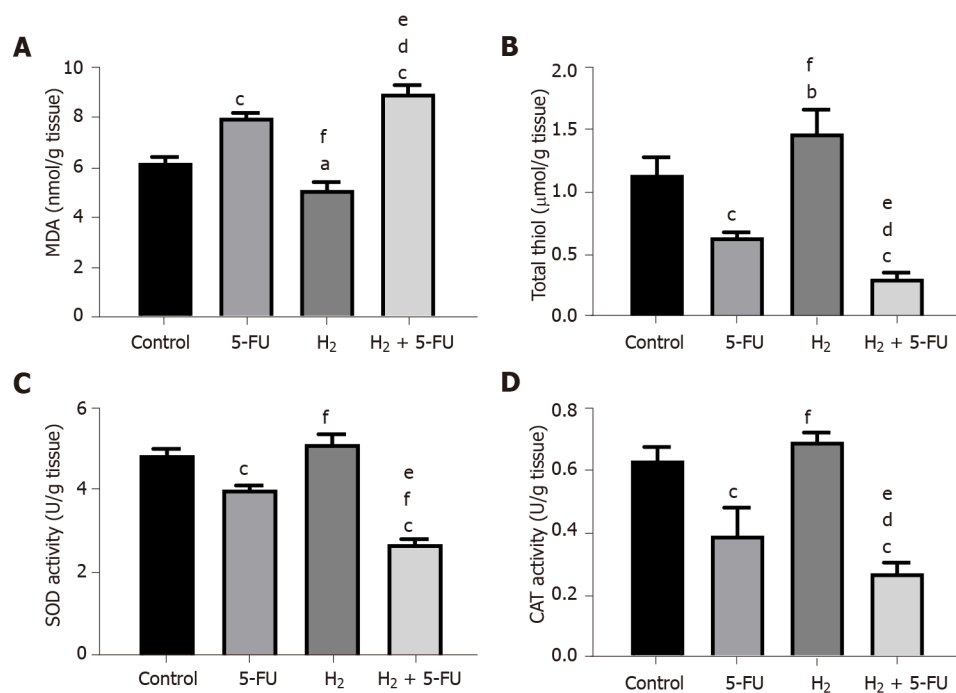 A
MDA (nmol/g tissue)
10
8
6
4
2
0
c
f
a
e
d
c
Control 5-FU H₂ H₂ + 5-FU
B
Total thiol (μmol/g tissue)
2.0
1.5
1.0
0.5
0.0
c
f
b
e
d
c
Control 5-FU H₂ H₂ + 5-FU
C
SOD activity (U/g tissue)
6
4
2
0
c
f
e
f
c
Control 5-FU H₂ H₂ + 5-FU
D
CAT activity (U/g tissue)
0.8
0.6
0.4
0.2
0.0
c
f
e
d
c
Control 5-FU H₂ H₂ + 5-FU